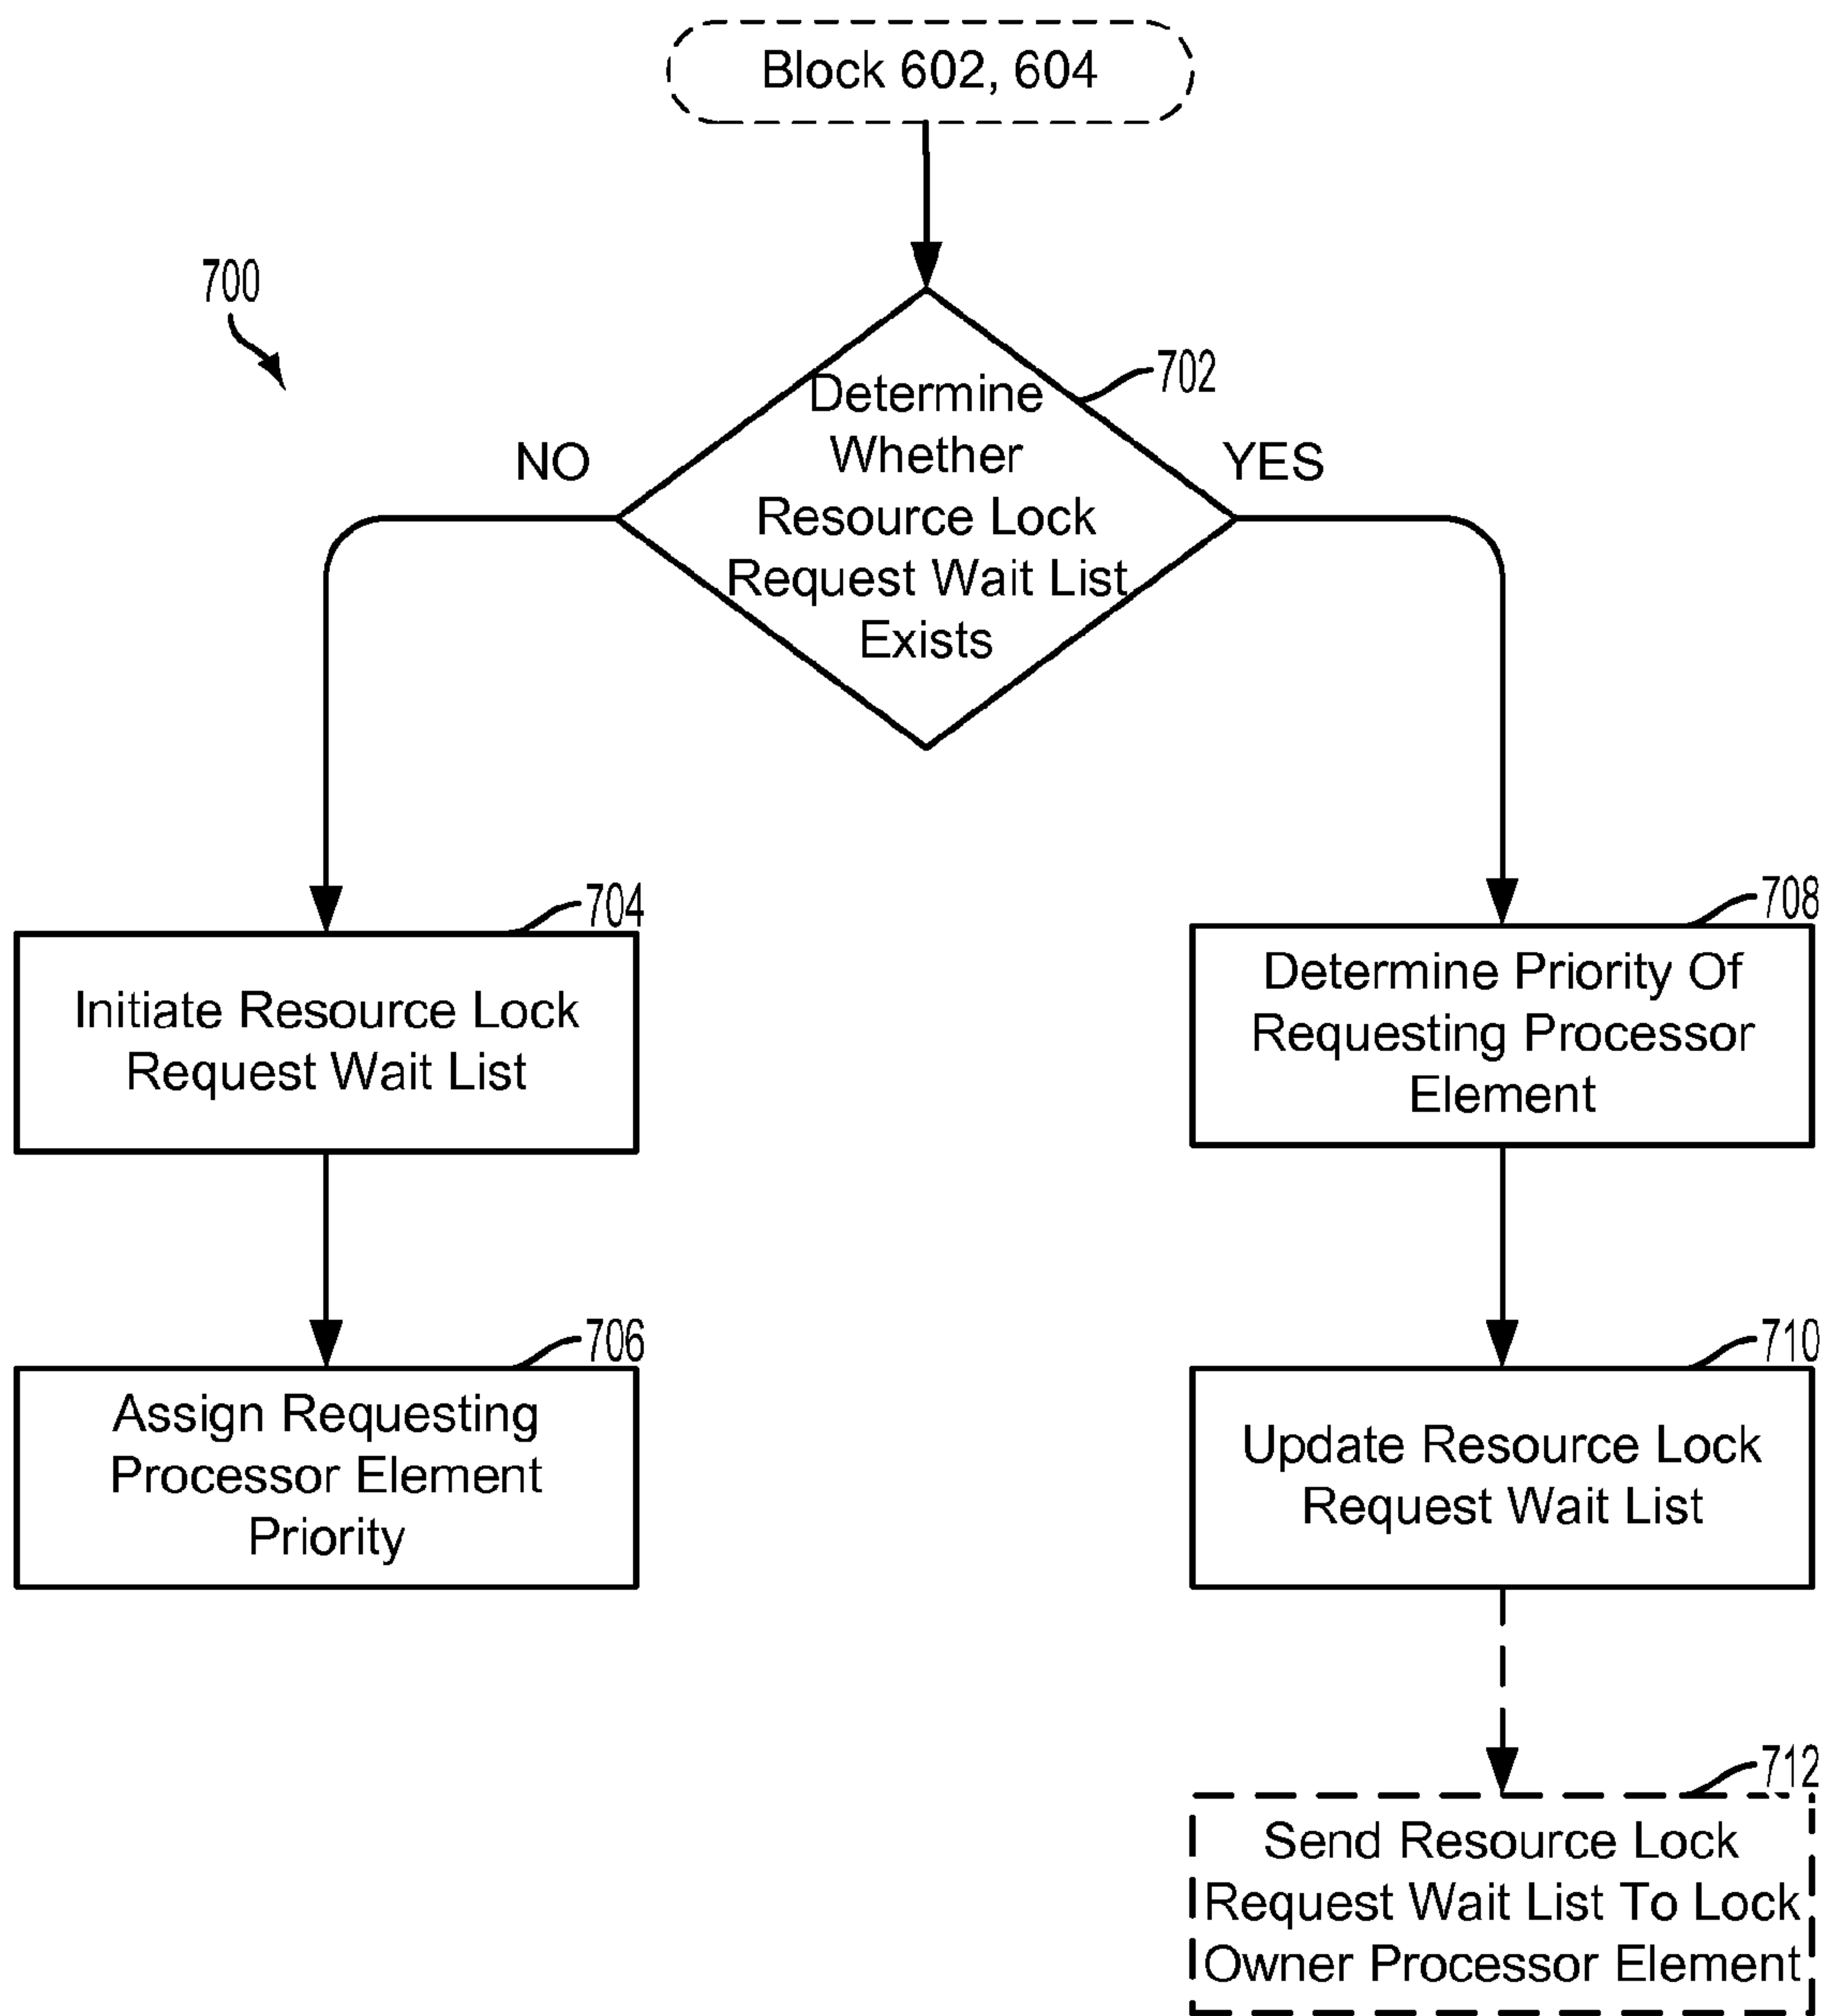 Block 602, 604
700
702
Determine
Whether
Resource Lock
Request Wait List
Exists
NO
YES
704
Initiate Resource Lock
Request Wait List
706
Assign Requesting
Processor Element
Priority
708
Determine Priority Of
Requesting Processor
Element
710
Update Resource Lock
Request Wait List
712
Send Resource Lock
Request Wait List To Lock
Owner Processor Element